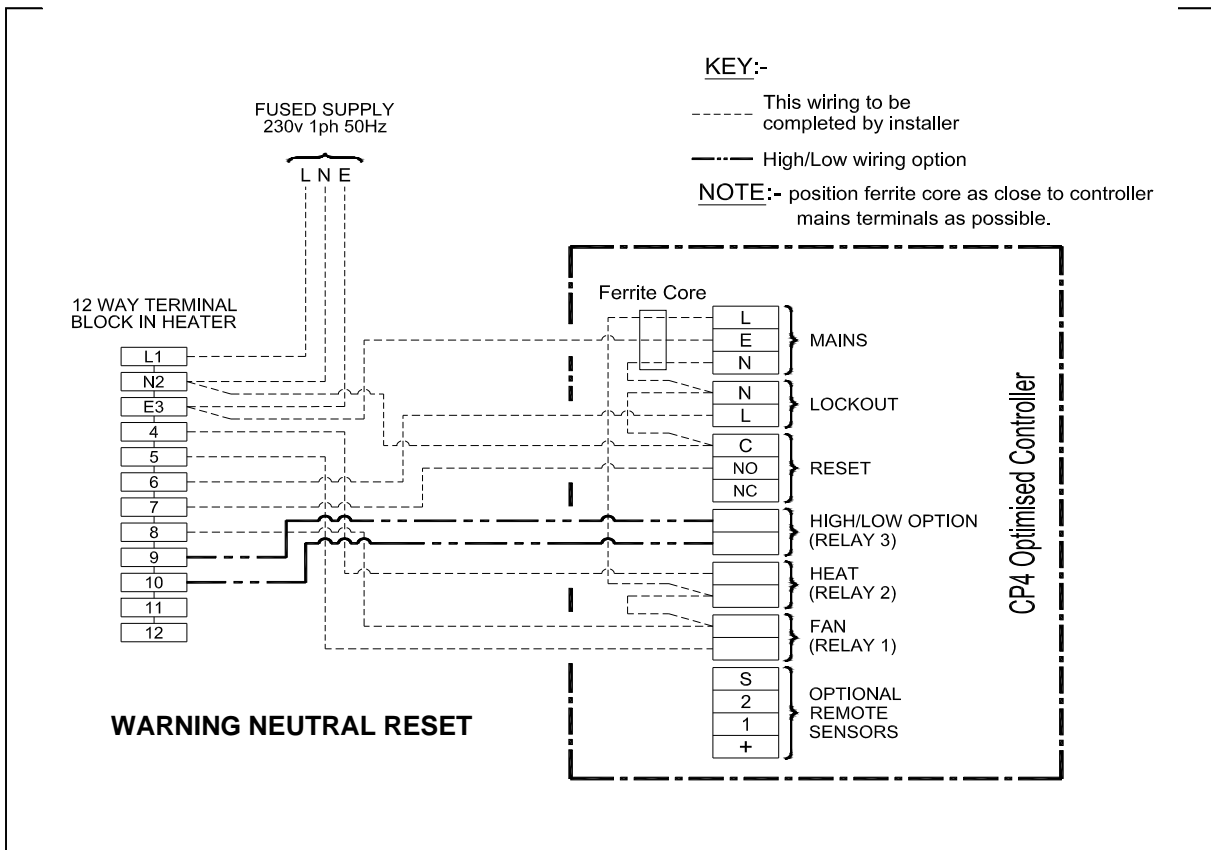 KEY:-
This wiring to be
completed by installer
High/Low wiring option
NOTE:- position ferrite core as close to controller
mains terminals as possible.
FUSED SUPPLY
230v 1ph 50Hz
L N E
12 WAY TERMINAL
BLOCK IN HEATER
L1
N2
E3
4
5
6
7
8
9
10
11
12
Ferrite Core
L
E
N
MAINS
N
L
LOCKOUT
C
NO
NC
RESET
HIGH/LOW OPTION
(RELAY 3)
HEAT
(RELAY 2)
FAN
(RELAY 1)
S
2
1
+
OPTIONAL
REMOTE
SENSORS
CP4 Optimised Controller
WARNING NEUTRAL RESET